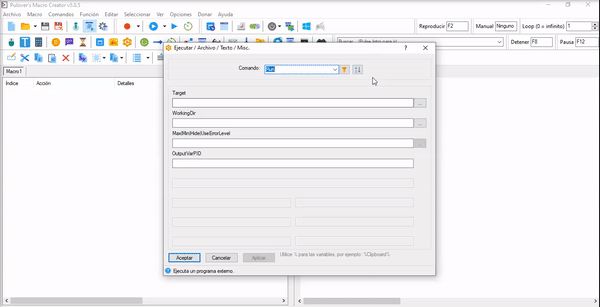 Pulover's Macro Creator v5.0.5
Archivo Macro Comandos Función Editar Seleccionar Ver Opciones Donar Ayuda
Reproducir F2 Manual Ninguno Loop (0 = infinito) 1
Detener F8 Pausa F12
Macro1
Índice Acción Detalles
Ejecutar / Archivo / Texto / Misc.
Comando: Run
Target
WorkingDir
Max|Min|Hide|UseErrorLevel
OutputVarPID
Aceptar Cancelar Aplicar Utilice % para las variables, por ejemplo: %Clipboard%.
Ejecuta un programa externo.